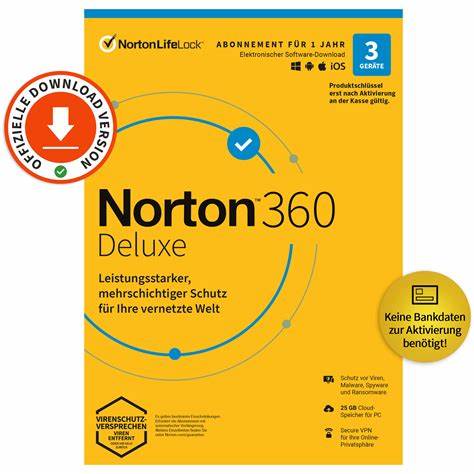 NortonLifeLock
ABONNEMENT FÜR 1 JAHR
Elektronischer Software-Download
iOS
3
GERÄTE
Produktschlüssel
erst nach Aktivierung
an der Kasse gültig.
OFFIZIELLE DOWNLOAD VERSION
Norton™ 360
Deluxe
Leistungsstarker,
mehrschichtiger Schutz
für Ihre vernetzte Welt
Keine Bankdaten
zur Aktivierung
benötigt!
Schutz vor Viren,
Malware, Spyware
und Ransomware
25 GB Cloud-
Speicher für PC
Secure VPN
für Ihre Online-
Privatsphäre
VIRENSCHUTZ-
VERSPRECHEN
VIREN
ENTFERNT